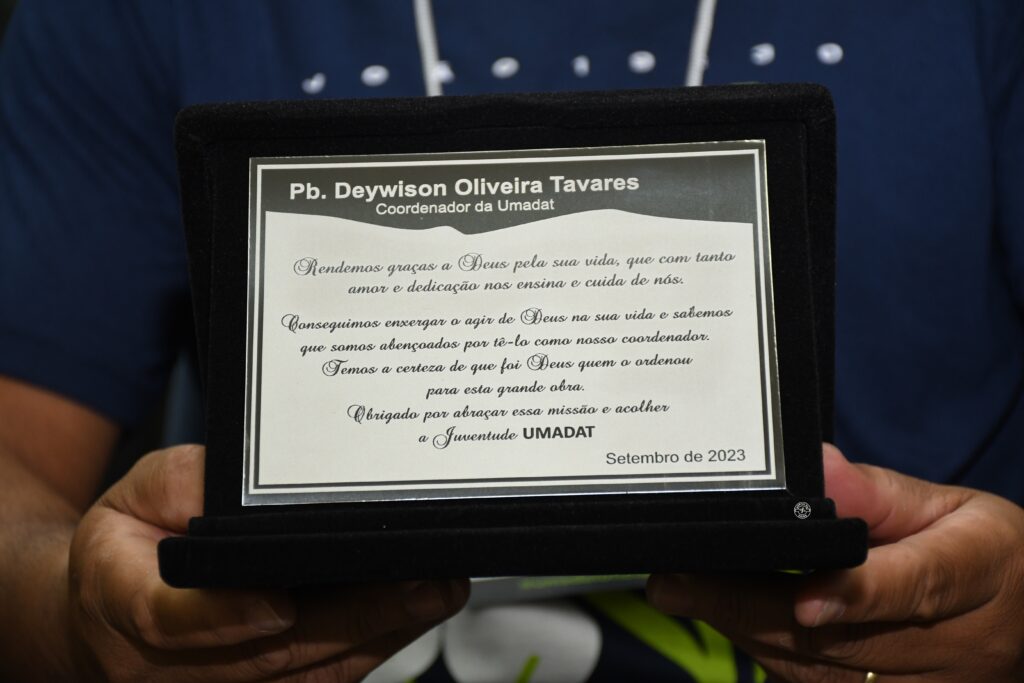 Pb. Deywison Oliveira Tavares
Coordenador da Umadat
Rendemos graças a Deus pela sua vida, que com tanto
amor e dedicação nos ensina e cuida de nós.
Conseguimos enxergar o agir de Deus na sua vida e sabemos
que somos abençoados por tê-lo como nosso coordenador.
Temos a certeza de que foi Deus quem o ordenou
para esta grande obra.
Obrigado por abraçar essa missão e acolher
a Juventude UMADAT
Setembro de 2023